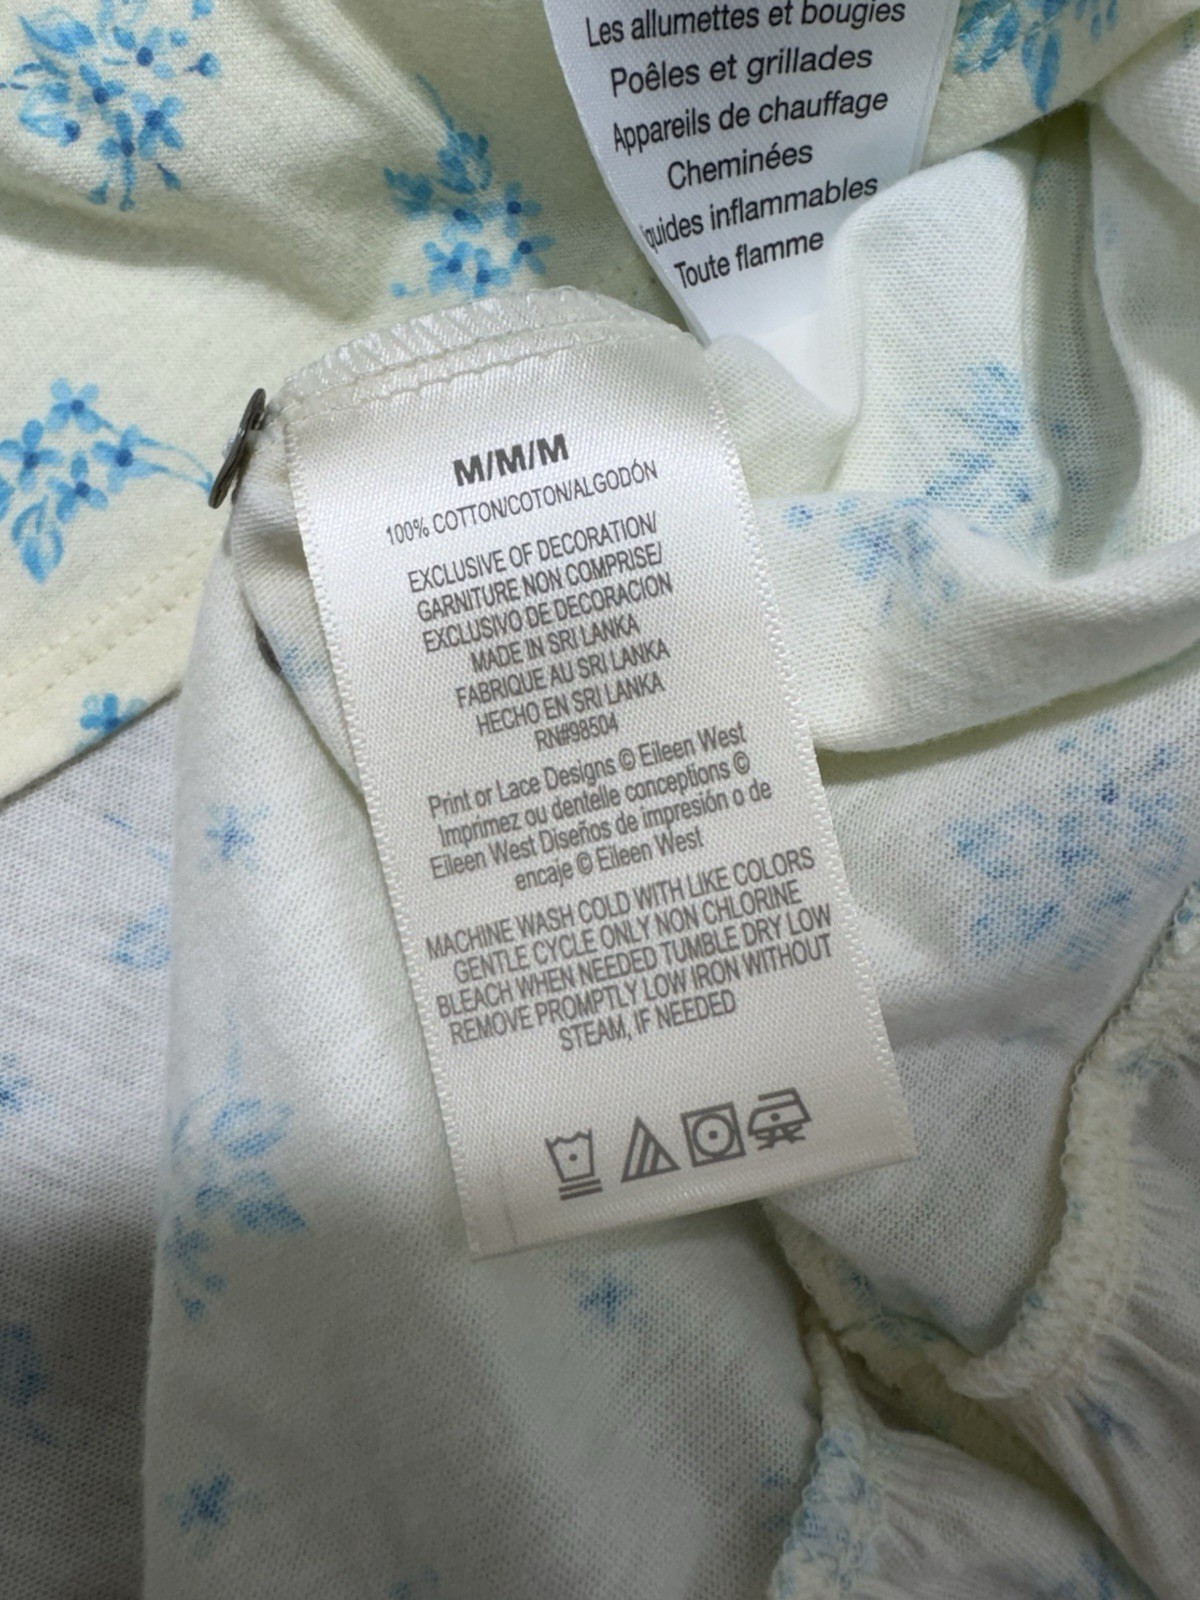 Les allumettes et bougies
Poêles et grillades
Appareils de chauffage
Cheminées
quides inflammables
Toute flamme
M/M/M
100% COTTON/COTON/ALGODÓN
EXCLUSIVE OF DECORATION/
GARNITURE NON COMPRISE/
EXCLUSIVO DE DECORACION
MADE IN SRI LANKA
FABRIQUE AU SRI LANKA
HECHO EN SRI LANKA
RN#98504
Print or Lace Designs © Eileen West
Imprimez ou dentelle conceptions ©
Eileen West Diseños de impresión o de
encaje © Eileen West
MACHINE WASH COLD WITH LIKE COLORS
GENTLE CYCLE ONLY NON CHLORINE
BLEACH WHEN NEEDED TUMBLE DRY LOW
REMOVE PROMPTLY LOW IRON WITHOUT
STEAM, IF NEEDED